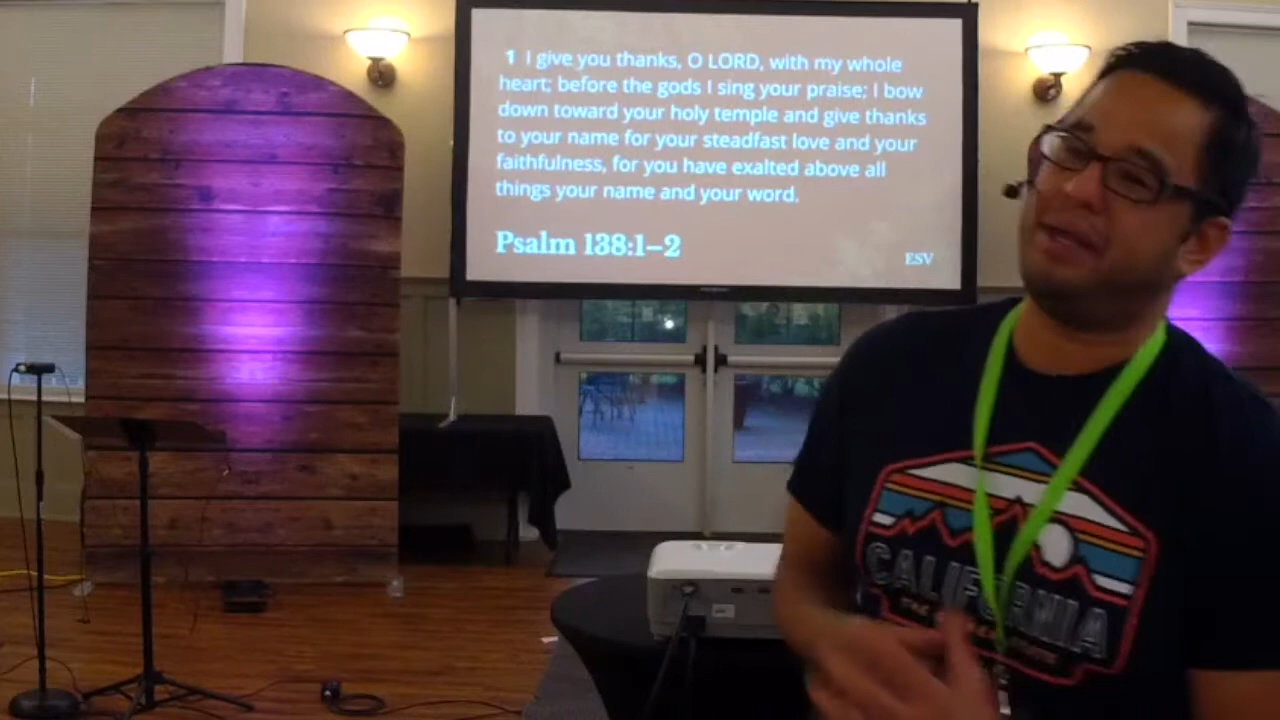 1 I give you thanks, O LORD, with my whole
heart; before the gods I sing your praise; I bow
down toward your holy temple and give thanks
to your name for your steadfast love and your
faithfulness, for you have exalted above all
things your name and your word.
Psalm 138:1–2
ESV
CALIFORNIA